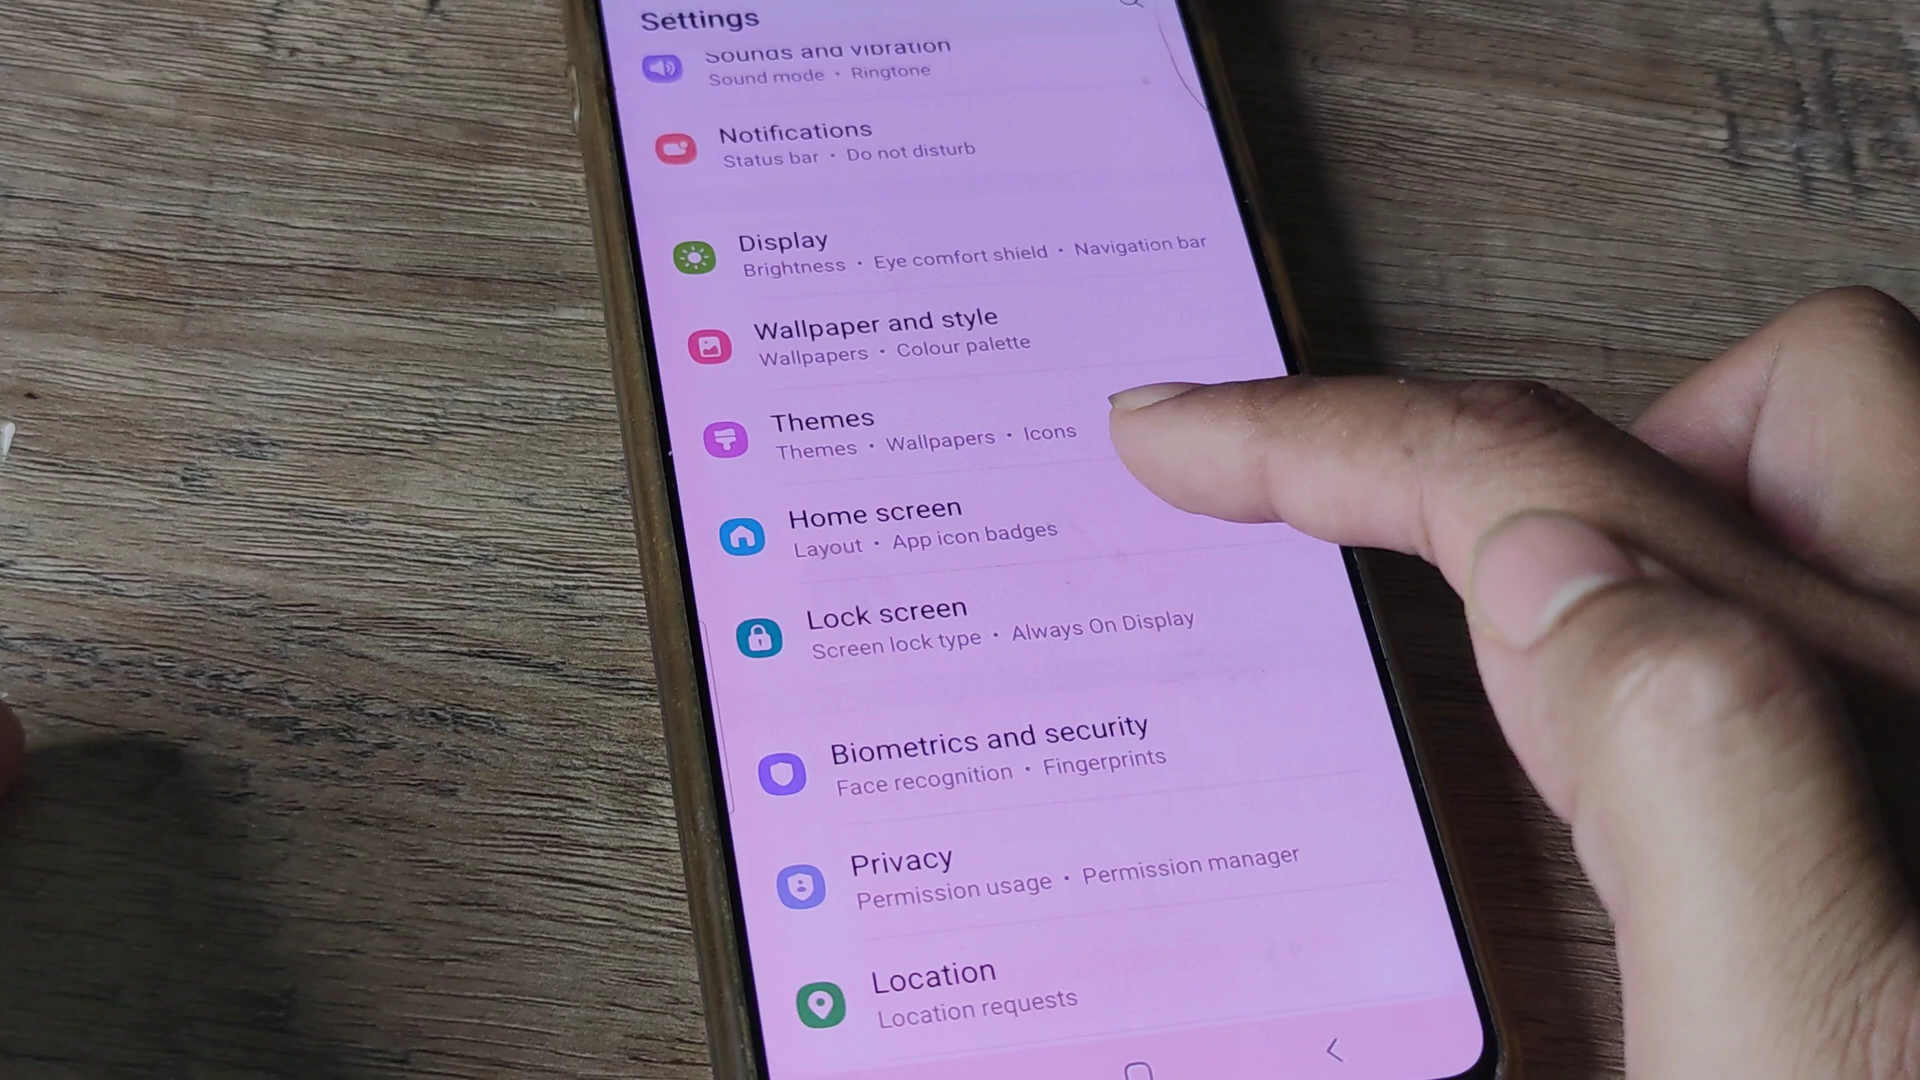 Settings
Sounds and vibration
Sound mode • Ringtone
Notifications
Status bar • Do not disturb
Display
Brightness • Eye comfort shield • Navigation bar
Wallpaper and style
Wallpapers • Colour palette
Themes
Themes • Wallpapers • Icons
Home screen
Layout • App icon badges
Lock screen
Screen lock type • Always On Display
Biometrics and security
Face recognition • Fingerprints
Privacy
Permission usage • Permission manager
Location
Location requests